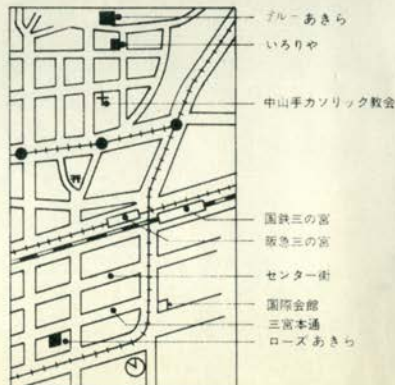 ブルー あきら
いろりや
中山手カソリック教会
国鉄三の宮
阪急三の宮
センター街
国際会館
三宮本通
ローズ あきら